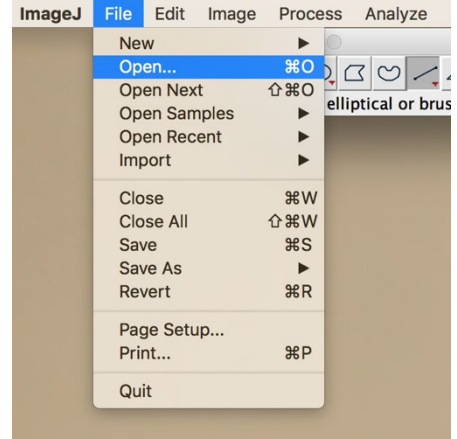 ImageJ File Edit Image Process Analyze
New ▶
Open... ⌘O
Open Next ⇧⌘O
elliptical or brus
Open Samples ▶
Open Recent ▶
Import ▶
Close ⌘W
Close All ⇧⌘W
Save ⌘S
Save As ▶
Revert ⌘R
Page Setup...
Print... ⌘P
Quit